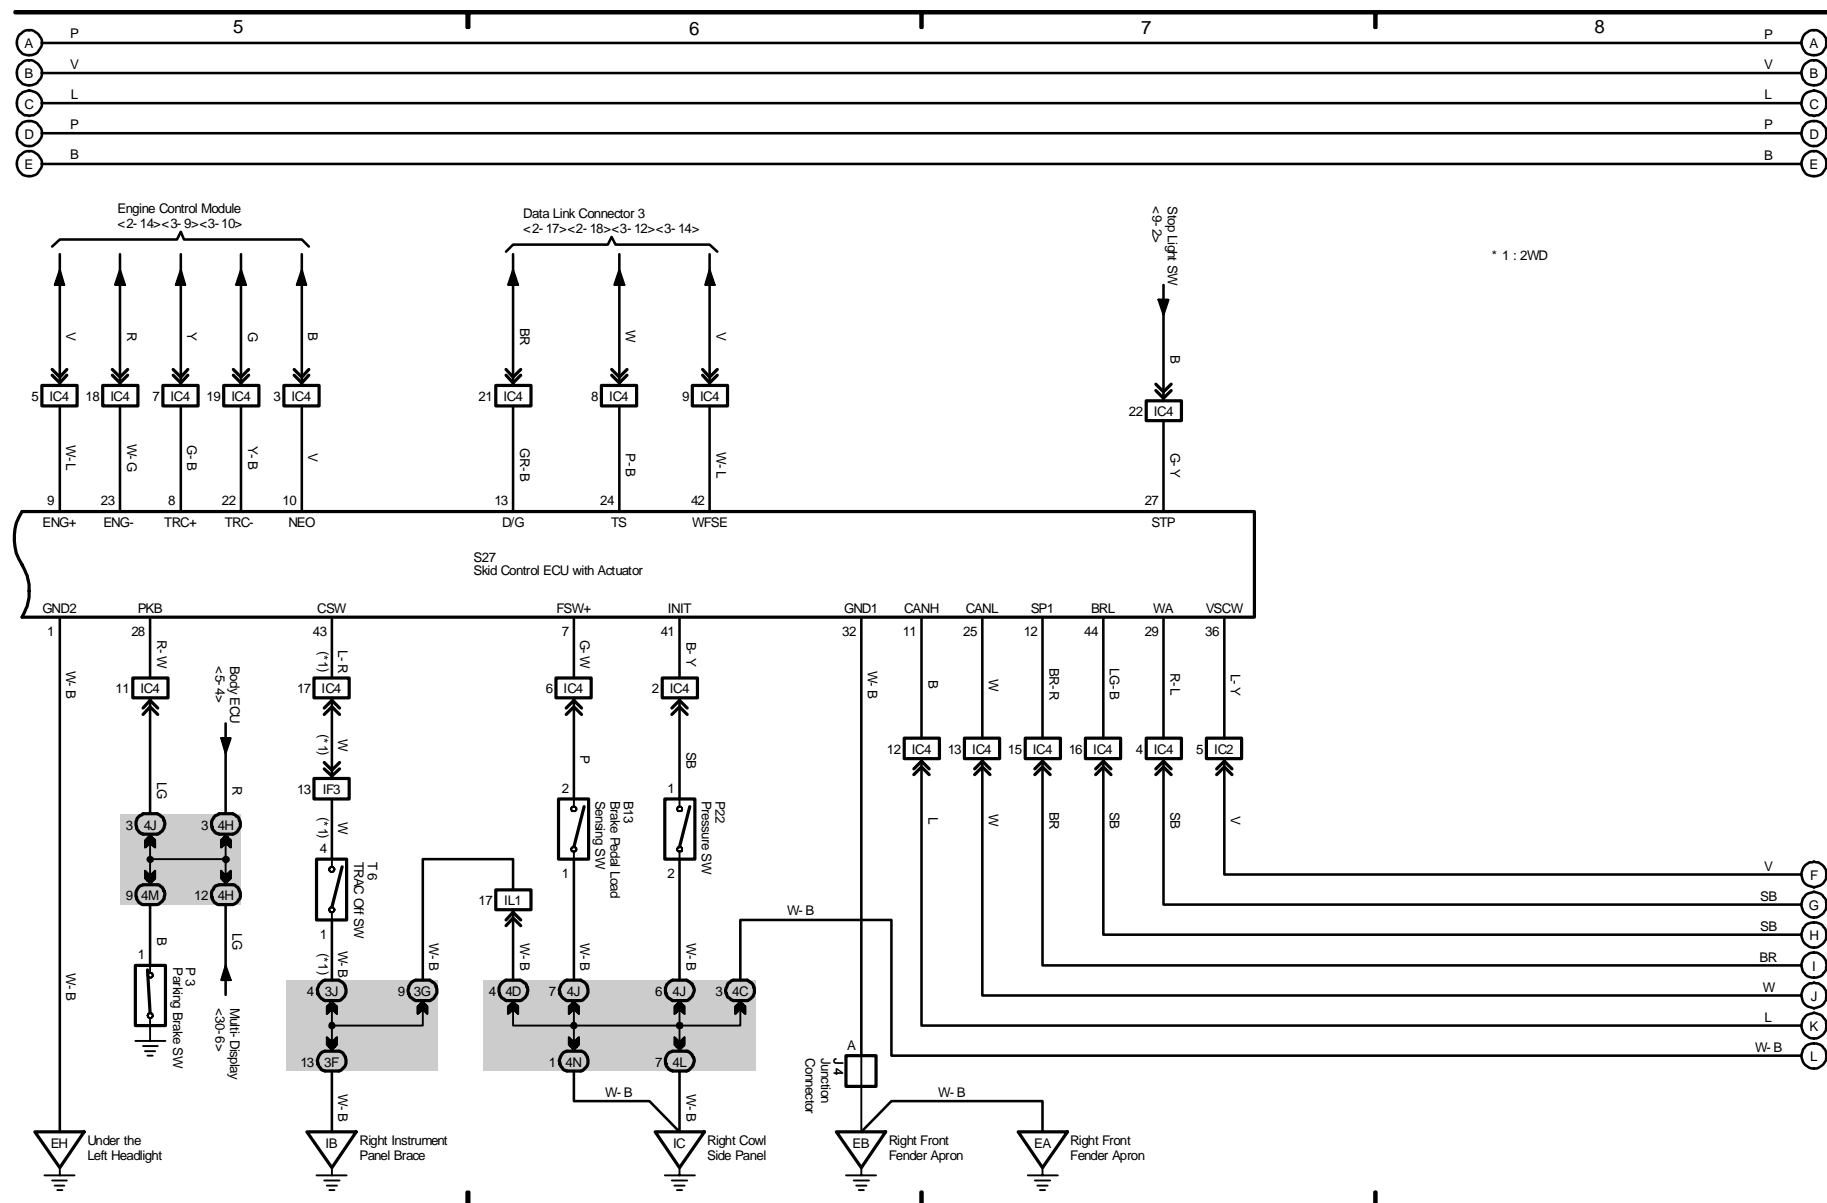 5 6 7 8
A P P A
B V V B
C L L C
D P P D
E B B E
Engine Control Module
<2-14><3-9><3-10>
Data Link Connector 3
<2-17><2-18><3-12><3-14>
Stop Light SW
<9-2>
* 1 : 2WD
V R Y G B BR W V B
5 IC4 18 IC4 7 IC4 19 IC4 3 IC4 21 IC4 8 IC4 9 IC4
22 IC4
W-L W-G G-B Y-B V GR-B P-B W-L G-Y
9 23 8 22 10 13 24 42 27
ENG+ ENG- TRC+ TRC- NEO D/G TS WFSE STP
S27
Skid Control ECU with Actuator
GND2 PKB CSW FSW+ INIT GND1 CANH CANL SP1 BRL WA VSCW
1 28 43 7 41 32 11 25 12 44 29 36
W-B R-W L-R (*1) G-W B-Y W-B B W BR-R LG-B R-L L-Y
Body ECU
<5-4>
11 IC4 17 IC4 6 IC4 2 IC4
W (*1) P SB
12 IC4 13 IC4 15 IC4 16 IC4 4 IC4 5 IC2
13 IF3
LG R W (*1) L W BR SB SB V
3 4J 3 4H
4 2 1
T 6
TRAC Off SW
B13
Brake Pedal Load
Sensing SW
P22
Pressure SW
1 2
9 4M 12 4H
17 IL1
V F
SB G
W-B
SB H
B LG 1 W-B (*1) W-B W-B W-B W-B
1
P 3
Parking Brake SW
BR I
W-B
4 3J 9 3G 4 4D 7 4J 6 4J 3 4C
W J
Multi-Display
<30-6>
L K
13 3F 1 4N 7 4L
A
J 4
Junction
Connector
W-B L
W-B W-B W-B W-B
EH Under the
Left Headlight
IB Right Instrument
Panel Brace
IC Right Cowl
Side Panel
EB Right Front
Fender Apron
EA Right Front
Fender Apron